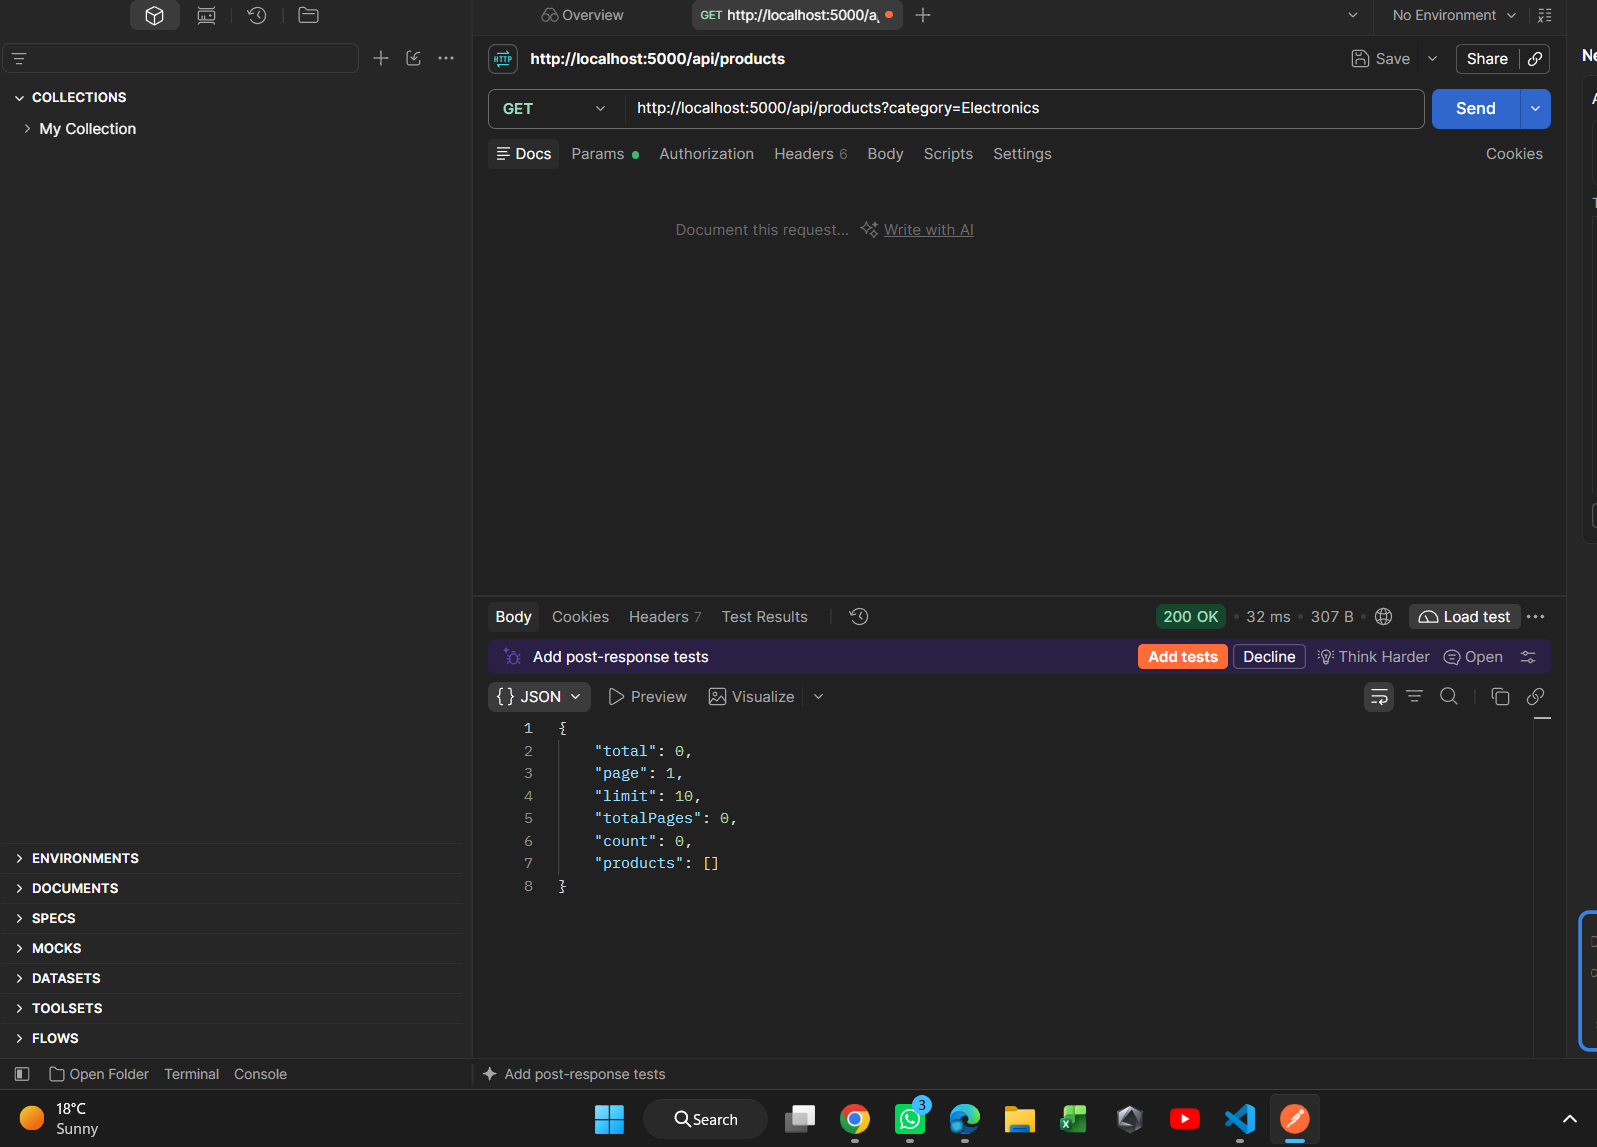 Overview
GET http://localhost:5000/a
No Environment
HTTP http://localhost:5000/api/products
Save
Share
COLLECTIONS
My Collection
GET http://localhost:5000/api/products?category=Electronics
Send
Docs Params Authorization Headers 6 Body Scripts Settings
Cookies
Document this request... Write with AI
Body Cookies Headers 7 Test Results
200 OK • 32 ms • 307 B
Load test
Add post-response tests
Add tests Decline Think Harder Open
{} JSON Preview Visualize
1 {
2 "total": 0,
3 "page": 1,
4 "limit": 10,
5 "totalPages": 0,
6 "count": 0,
7 "products": []
8 }
ENVIRONMENTS
DOCUMENTS
SPECS
MOCKS
DATASETS
TOOLSETS
FLOWS
Open Folder Terminal Console
Add post-response tests
18°C
Sunny
Search
3